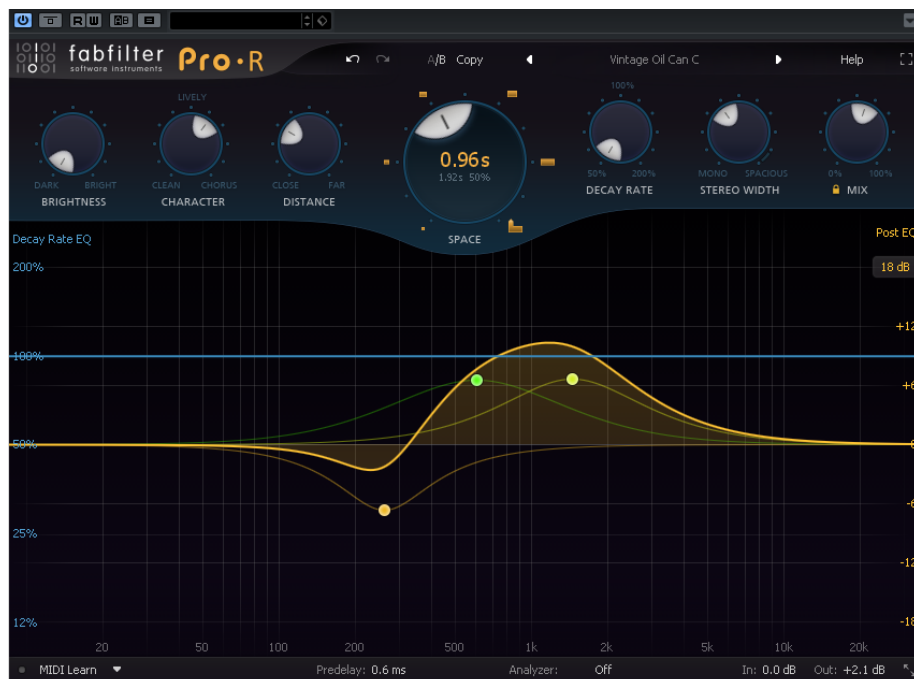 R W A B
fabfilter Pro·R
software instruments
A/B Copy Vintage Oil Can C Help
LIVELY 100%
0.96s
1.92s 50%
DARK BRIGHT CLEAN CHORUS CLOSE FAR 50% 200% MONO SPACIOUS 0% 100%
BRIGHTNESS CHARACTER DISTANCE DECAY RATE STEREO WIDTH MIX
SPACE
Decay Rate EQ Post EQ
200% 18 dB
+12
100%
+6
50% 0
-6
25%
-12
12% -18
20 50 100 200 500 1k 2k 5k 10k 20k
MIDI Learn Predelay: 0.6 ms Analyzer: Off In: 0.0 dB Out: +2.1 dB